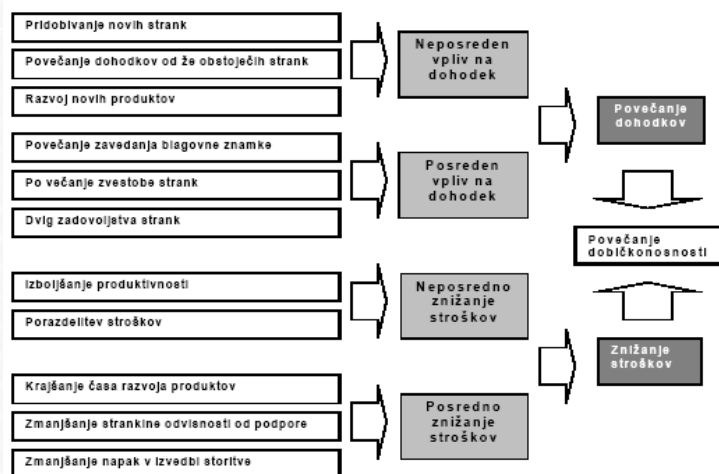 Pridobivanje novih strank
Povečanje dohodkov od že obstoječih strank
Razvoj novih produktov
Neposreden
vpliv na
dohodek
Povečanje zavedanja blagovne znamke
Po večanje zvestobe strank
Dvig zadovoljstva strank
Posreden
vpliv na
dohodek
Povečanje
dohodkov
Povečanje
dobičkonosnosti
Izboljšanje produktivnosti
Porazdelitev stroškov
Neposredno
znižanje
stroškov
Krajšanje časa razvoja produktov
Zmanjšanje strankine odvisnosti od podpore
Zmanjšanje napak v izvedbi storitve
Posredno
znižanje
stroškov
Znižanje
stroškov